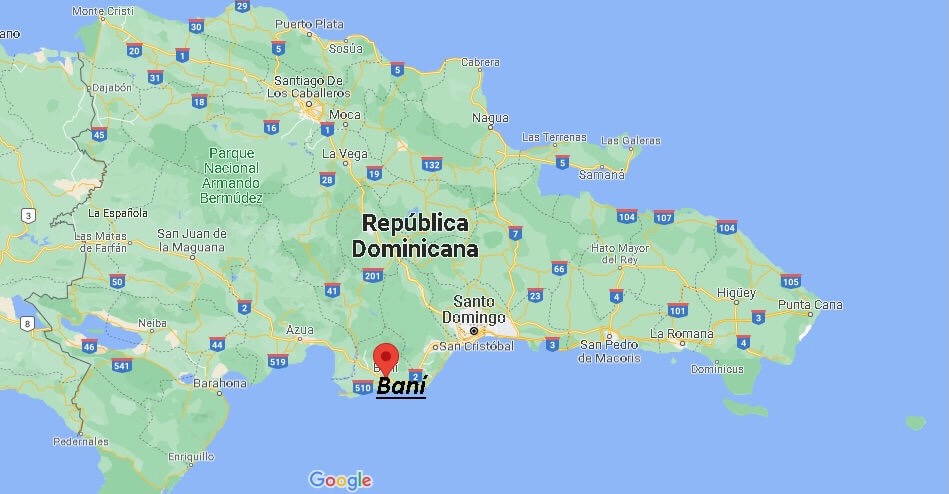 Monte Cristi
Puerto Plata
ano
30
5
Sosúa
20
1
Cabrera
5
31
Dajabón
Santiago De
Los Caballeros
18
Moca
Nagua
16
1
45
Las Terrenas
Las Galeras
Parque
Nacional
Armando
Bermúdez
La Vega
132
5
19
Samaná
28
3
La Española
República
Dominicana
104
107
104
Las Matas
de Farfán
San Juan de
la Maguana
7
Hato Mayor
del Rey
66
201
50
41
105
23
4
Higüey
Santo
Domingo
101
Punta Cana
2
8
Neiba
Azua
3
La Romana
San Cristóbal
3
San Pedro
de Macoris
4
46
44
541
519
Dominicus
2
Barahona
510
Baní
Pedernales
Enriquillo
Google